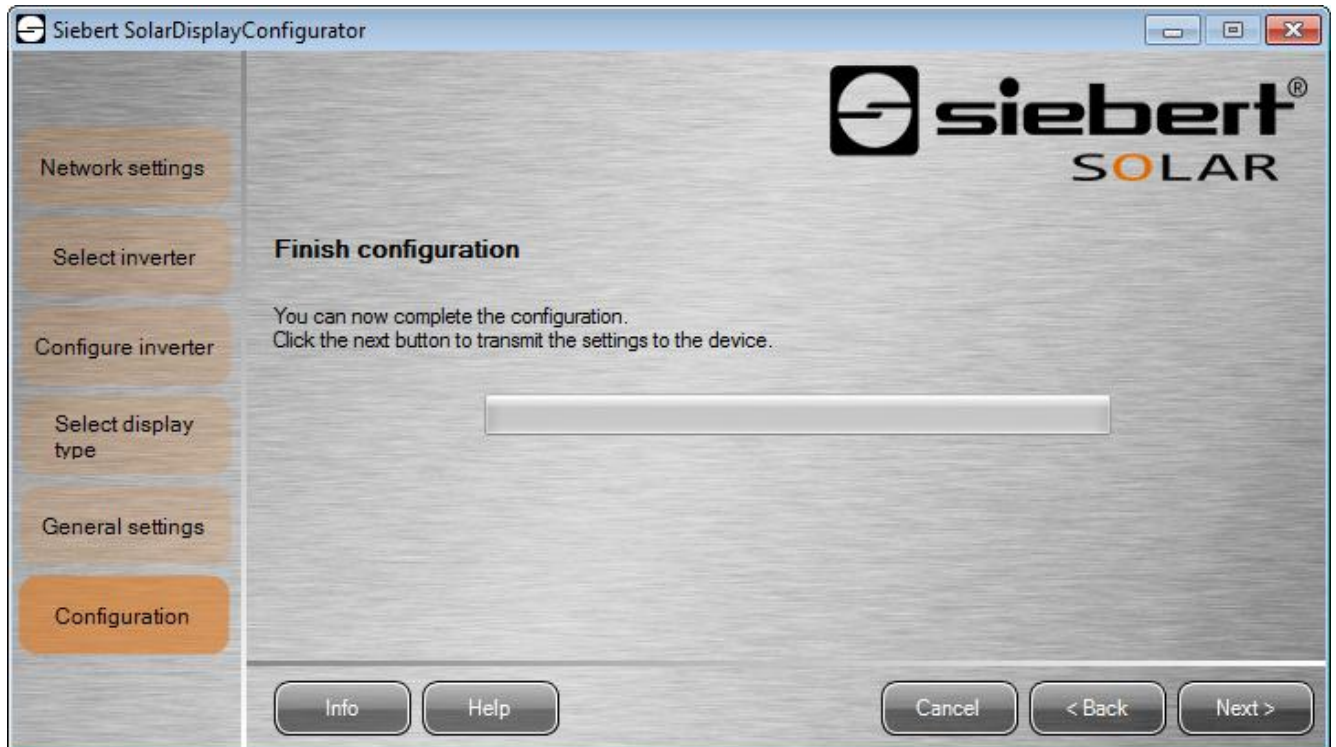 Siebert SolarDisplayConfigurator
siebert®
SOLAR
Network settings
Select inverter
Configure inverter
Select display
type
General settings
Configuration
Finish configuration
You can now complete the configuration.
Click the next button to transmit the settings to the device.
Info
Help
Cancel
< Back
Next >